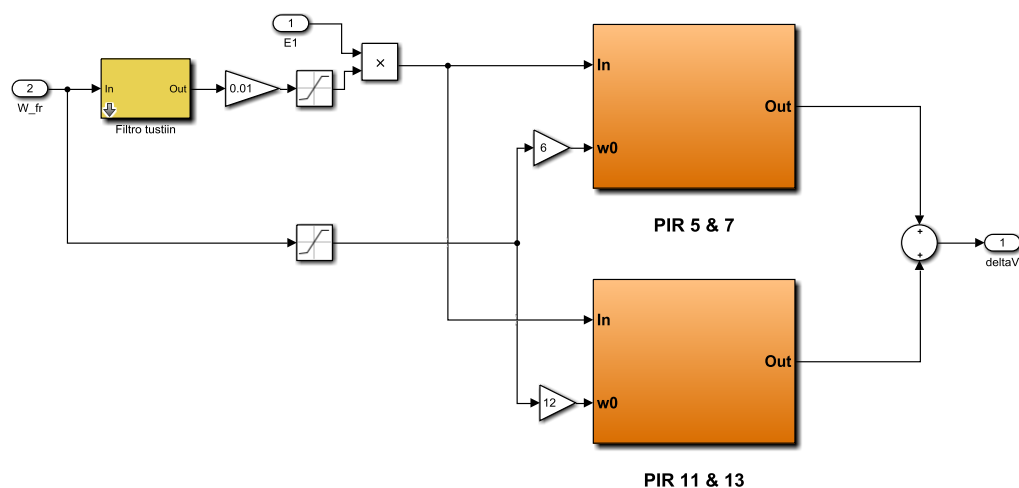 1
E1
2
W_fr
In
Out
Filtro tustiin
0.01
×
In
w0
Out
6
PIR 5 & 7
+
+
1
deltaV
In
w0
Out
12
PIR 11 & 13